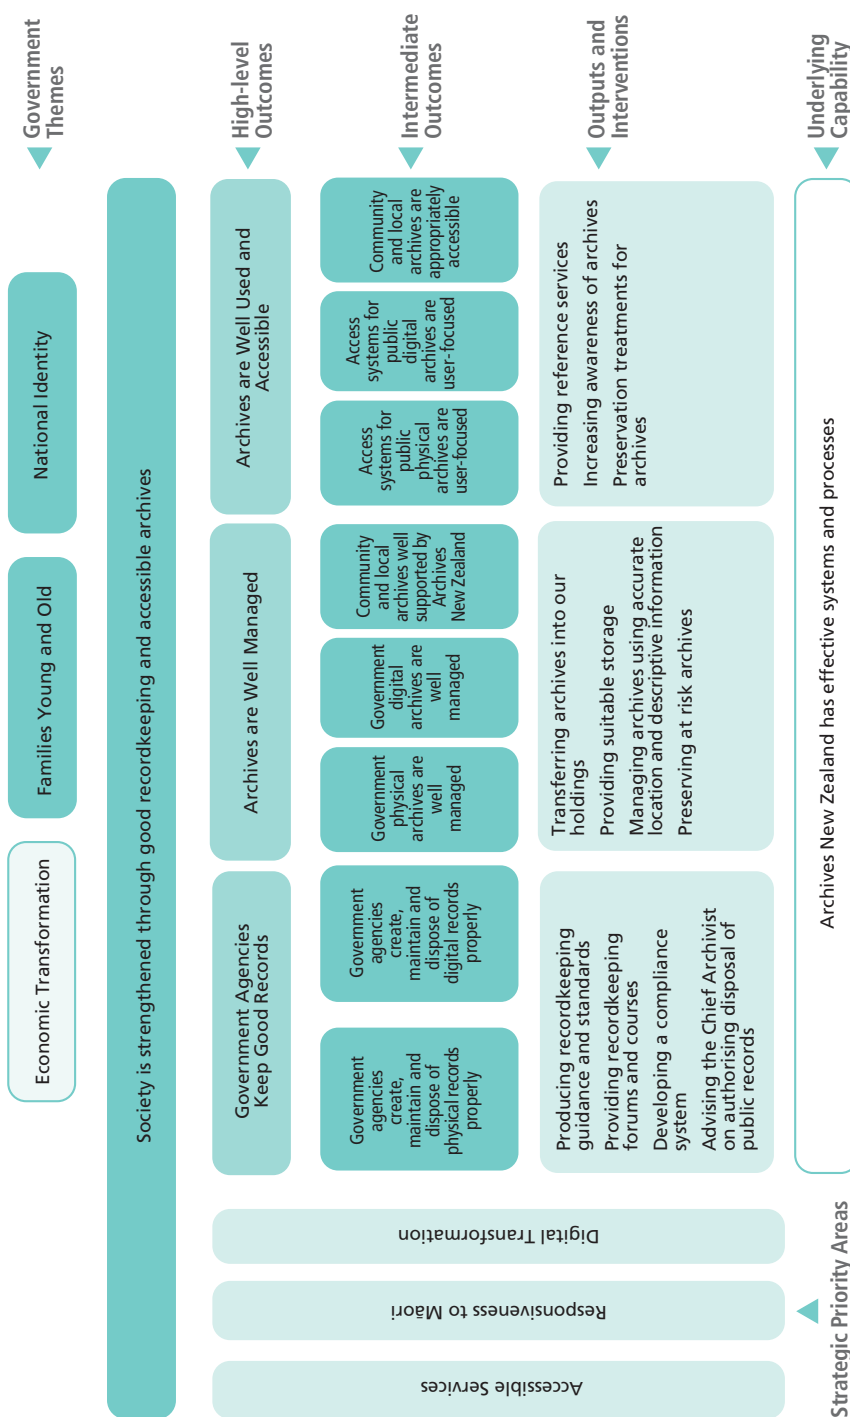 Economic Transformation
Families Young and Old
National Identity
Government
Themes
Society is strengthened through good recordkeeping and accessible archives
Government Agencies
Keep Good Records
Archives are Well Managed
Archives are Well Used and
Accessible
High-level
Outcomes
Government
agencies
create,
maintain and
dispose of
physical records
properly
Government
agencies
create,
maintain and
dispose of
digital records
properly
Government
physical
archives are
well
managed
Government
digital
archives are
well
managed
Community
and local
archives well
supported by
Archives
New Zealand
Access
systems for
public
physical
archives are
user-focused
Access
systems for
public
digital
archives are
user-focused
Community
and local
archives are
appropriately
accessible
Intermediate
Outcomes
Producing recordkeeping
guidance and standards
Providing recordkeeping
forums and courses
Developing a compliance
system
Advising the Chief Archivist
on authorising disposal of
public records
Transferring archives into our
holdings
Providing suitable storage
Managing archives using accurate
location and descriptive information
Preserving at risk archives
Providing reference services
Increasing awareness of archives
Preservation treatments for
archives
Outputs and
Interventions
Archives New Zealand has effective systems and processes
Underlying
Capability
Accessible Services
Responsiveness to Māori
Digital Transformation
Strategic Priority Areas